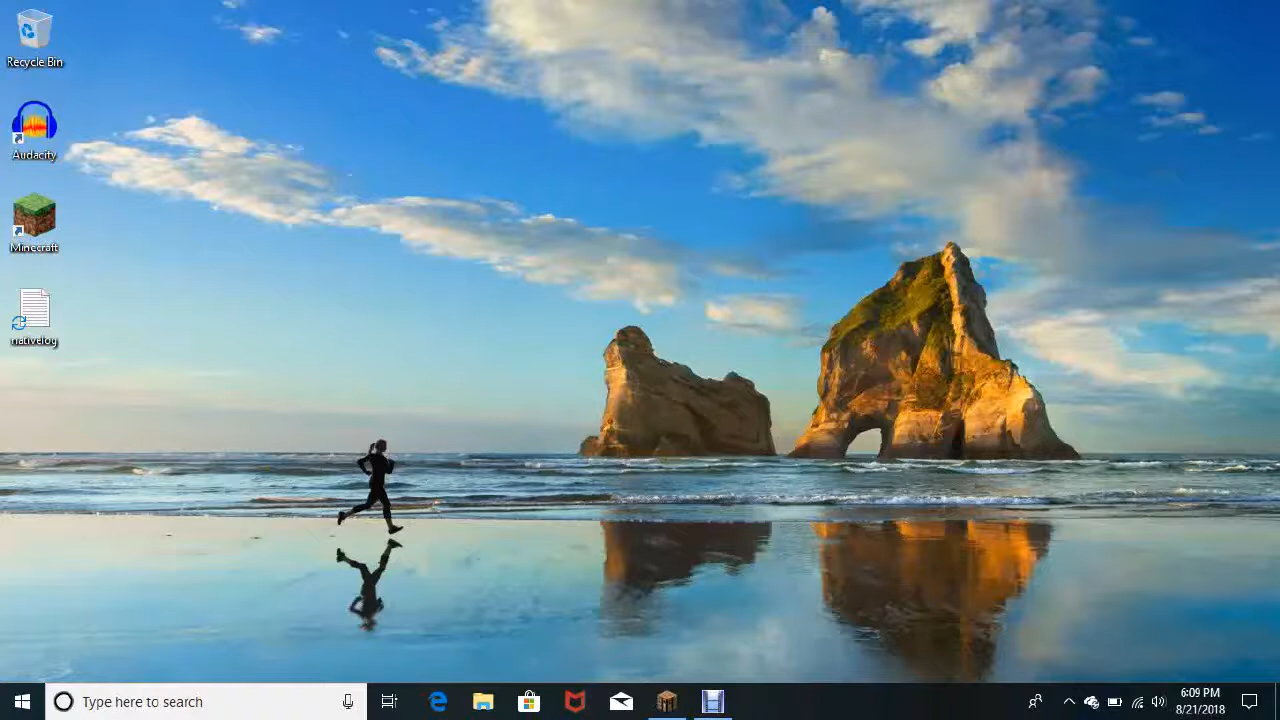 Recycle Bin
Audacity
Minecraft
nativelog
Type here to search
6:09 PM
8/21/2018